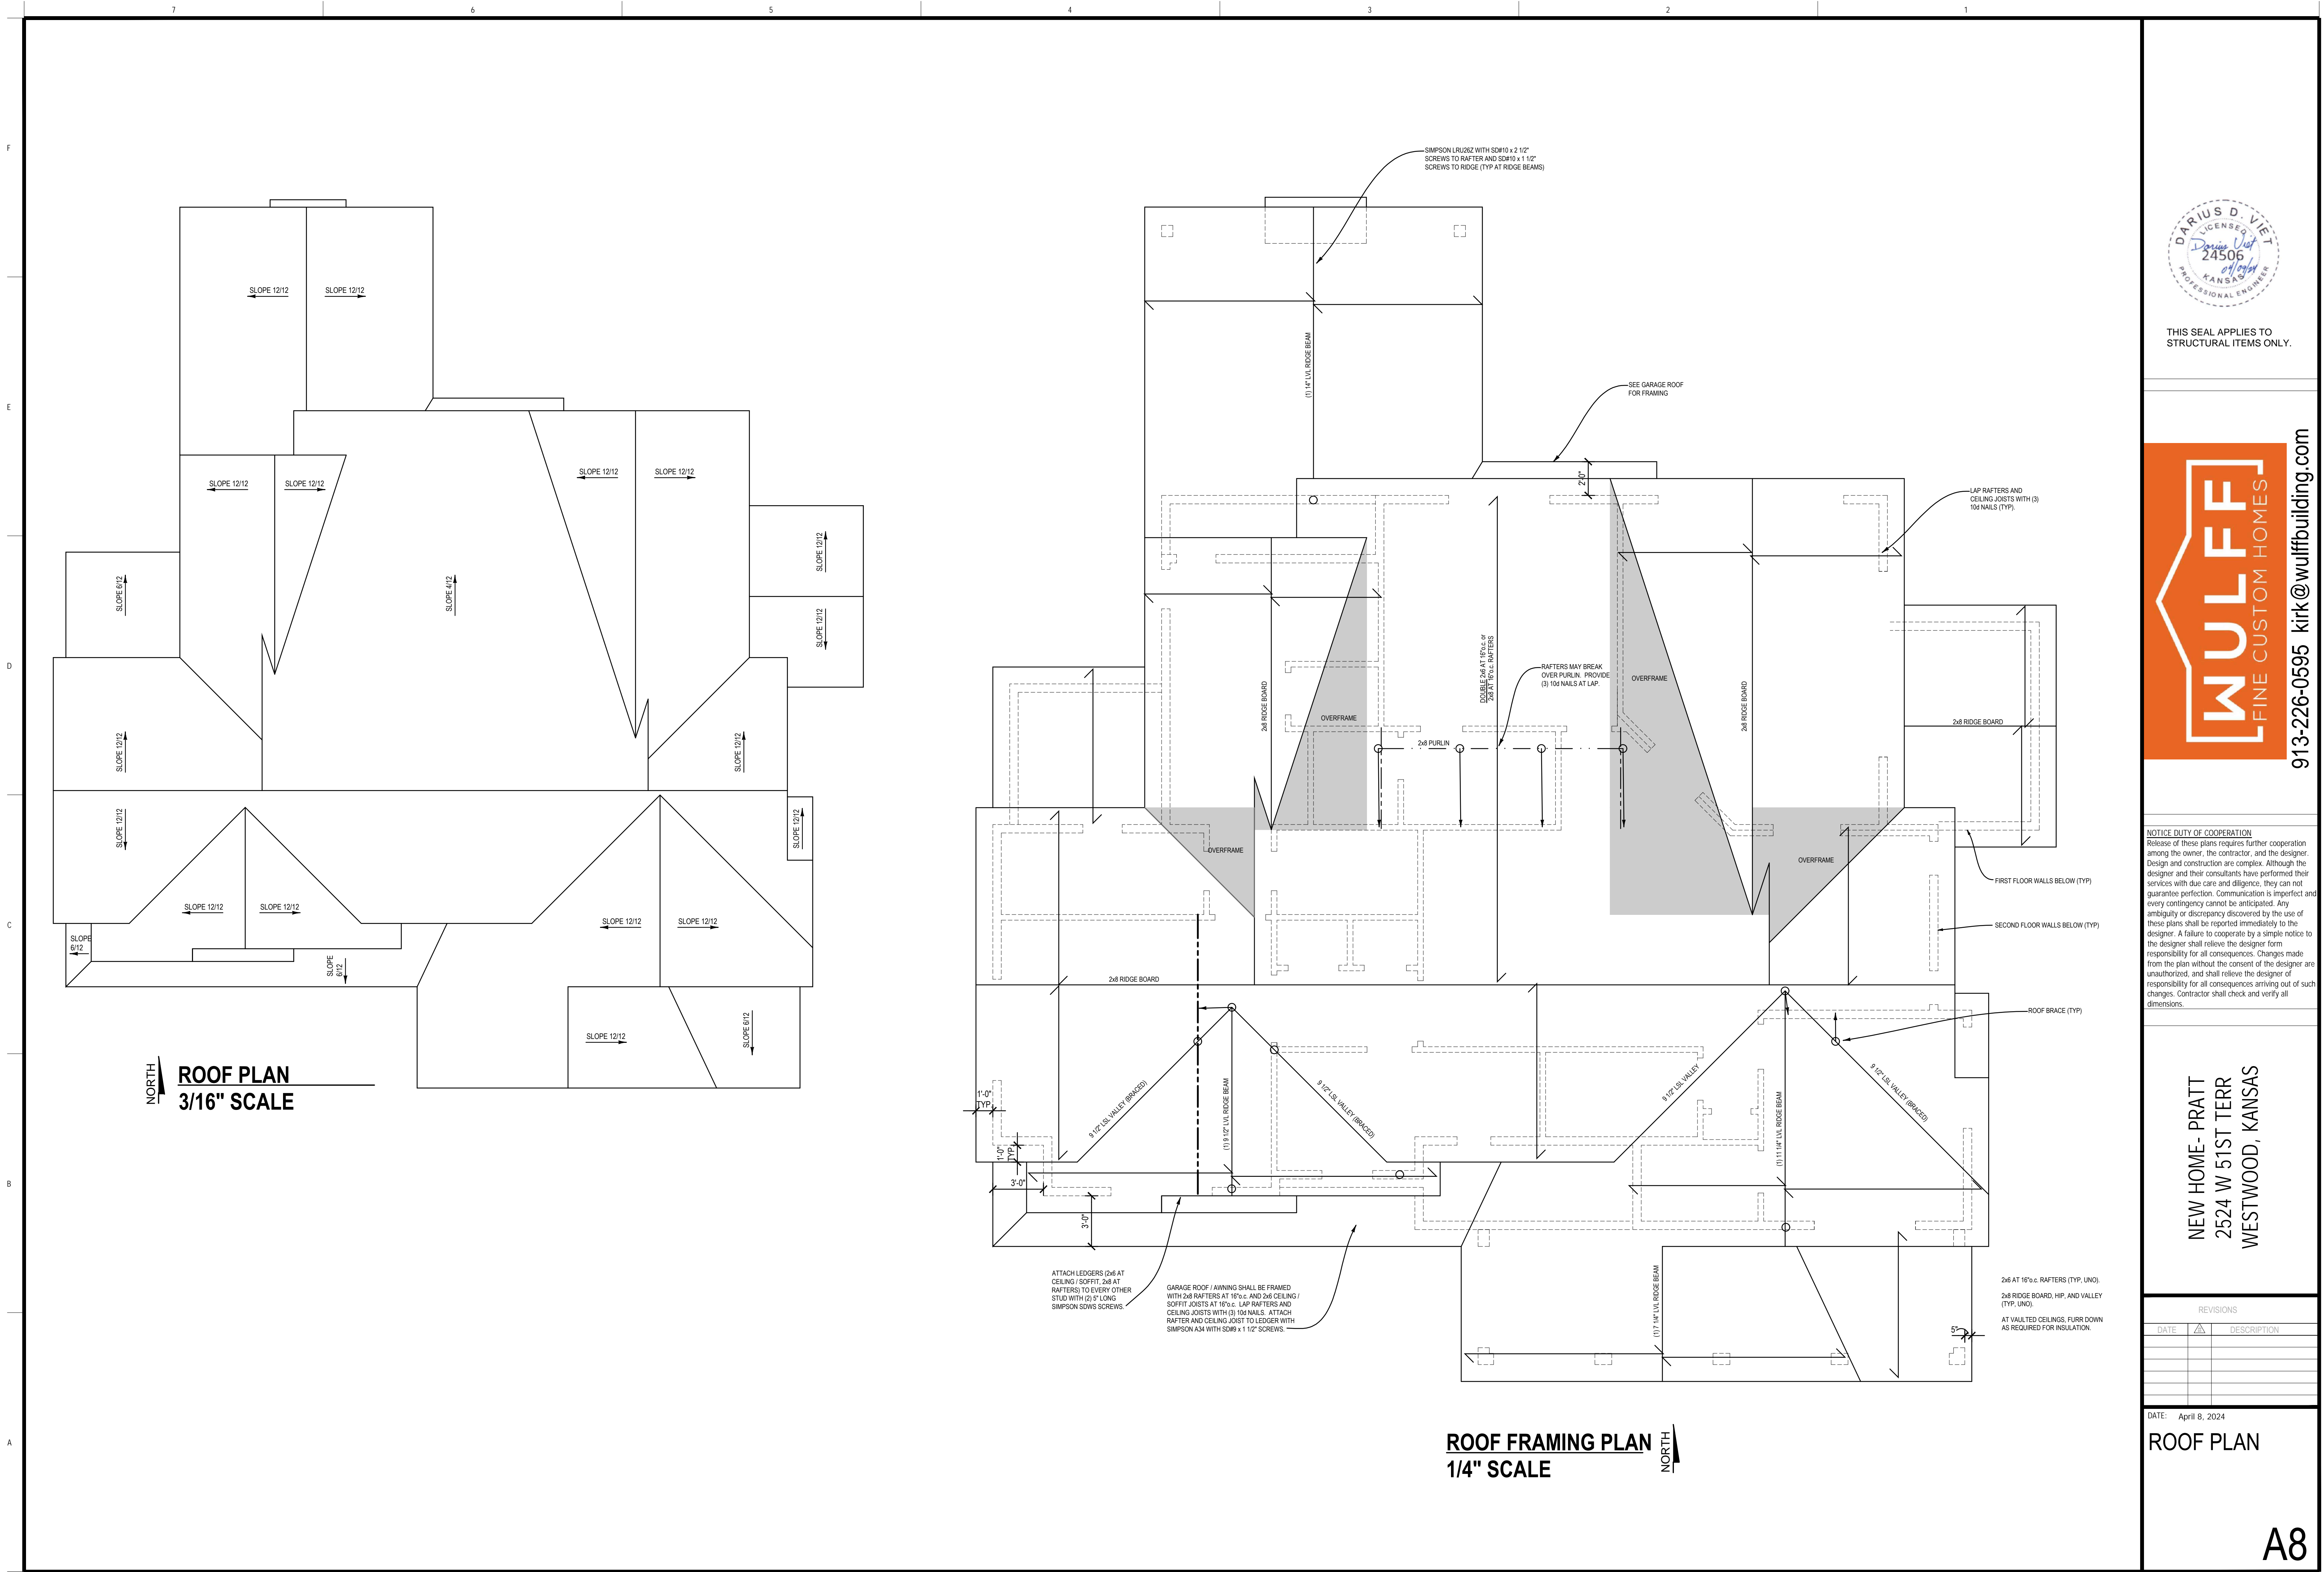 7
6
5
4
3
2
1
F
E
D
C
B
A
SLOPE 12/12
SLOPE 12/12
SLOPE 12/12
SLOPE 12/12
SLOPE 12/12
SLOPE 12/12
SLOPE 12/12
SLOPE 12/12
SLOPE 6/12
SLOPE 4/12
SLOPE 12/12
SLOPE 12/12
SLOPE 12/12
SLOPE 12/12
SLOPE 12/12
SLOPE 12/12
SLOPE 12/12
SLOPE 12/12
SLOPE
6/12
SLOPE
6/12
SLOPE 12/12
SLOPE 6/12
NORTH
ROOF PLAN
3/16" SCALE
SIMPSON LRU26Z WITH SD#10 x 2 1/2"
SCREWS TO RAFTER AND SD#10 x 1 1/2"
SCREWS TO RIDGE (TYP AT RIDGE BEAMS)
(1) 14" LVL RIDGE BEAM
SEE GARAGE ROOF
FOR FRAMING
2'-0"
LAP RAFTERS AND
CEILING JOISTS WITH (3)
10d NAILS (TYP).
DOUBLE 2x6 AT 16"o.c. or
2x8 AT 16"o.c. RAFTERS
RAFTERS MAY BREAK
OVER PURLIN. PROVIDE
(3) 10d NAILS AT LAP.
OVERFRAME
2x8 RIDGE BOARD
OVERFRAME
2x8 RIDGE BOARD
2x8 RIDGE BOARD
2x8 PURLIN
OVERFRAME
OVERFRAME
FIRST FLOOR WALLS BELOW (TYP)
SECOND FLOOR WALLS BELOW (TYP)
2x8 RIDGE BOARD
ROOF BRACE (TYP)
9 1/2" LSL VALLEY (BRACED)
(1) 9 1/2" LVL RIDGE BEAM
9 1/2" LSL VALLEY (BRACED)
9 1/2" LSL VALLEY
(1) 11 1/4" LVL RIDGE BEAM
9 1/2" LSL VALLEY (BRACED)
1'-0"
TYP
1'-0"
TYP
3'-0"
3'-0"
ATTACH LEDGERS (2x6 AT
CEILING / SOFFIT, 2x8 AT
RAFTERS) TO EVERY OTHER
STUD WITH (2) 5" LONG
SIMPSON SDWS SCREWS.
GARAGE ROOF / AWNING SHALL BE FRAMED
WITH 2x8 RAFTERS AT 16"o.c. AND 2x6 CEILING /
SOFFIT JOISTS AT 16"o.c. LAP RAFTERS AND
CEILING JOISTS WITH (3) 10d NAILS. ATTACH
RAFTER AND CEILING JOIST TO LEDGER WITH
SIMPSON A34 WITH SD#9 x 1 1/2" SCREWS.
(1) 7 1/4" LVL RIDGE BEAM
5"
2x6 AT 16"o.c. RAFTERS (TYP, UNO).
2x8 RIDGE BOARD, HIP, AND VALLEY
(TYP, UNO).
AT VAULTED CEILINGS, FURR DOWN
AS REQUIRED FOR INSULATION.
ROOF FRAMING PLAN
1/4" SCALE
NORTH
DARIUS D. VIET
LICENSED
Darius Viet
24506
KANSAS
PROFESSIONAL ENGINEER
THIS SEAL APPLIES TO
STRUCTURAL ITEMS ONLY.
WULFF
FINE CUSTOM HOMES
913-226-0595 kirk@wulffbuilding.com
NOTICE DUTY OF COOPERATION
Release of these plans requires further cooperation
among the owner, the contractor, and the designer.
Design and construction are complex. Although the
designer and their consultants have performed their
services with due care and diligence, they can not
guarantee perfection. Communication is imperfect and
every contingency cannot be anticipated. Any
ambiguity or discrepancy discovered by the use of
these plans shall be reported immediately to the
designer. A failure to cooperate by a simple notice to
the designer shall relieve the designer form
responsibility for all consequences. Changes made
from the plan without the consent of the designer are
unauthorized, and shall relieve the designer of
responsibility for all consequences arriving out of such
changes. Contractor shall check and verify all
dimensions.
NEW HOME- PRATT
2524 W 51ST TERR
WESTWOOD, KANSAS
REVISIONS
DATE
DESCRIPTION
DATE: April 8, 2024
ROOF PLAN
A8